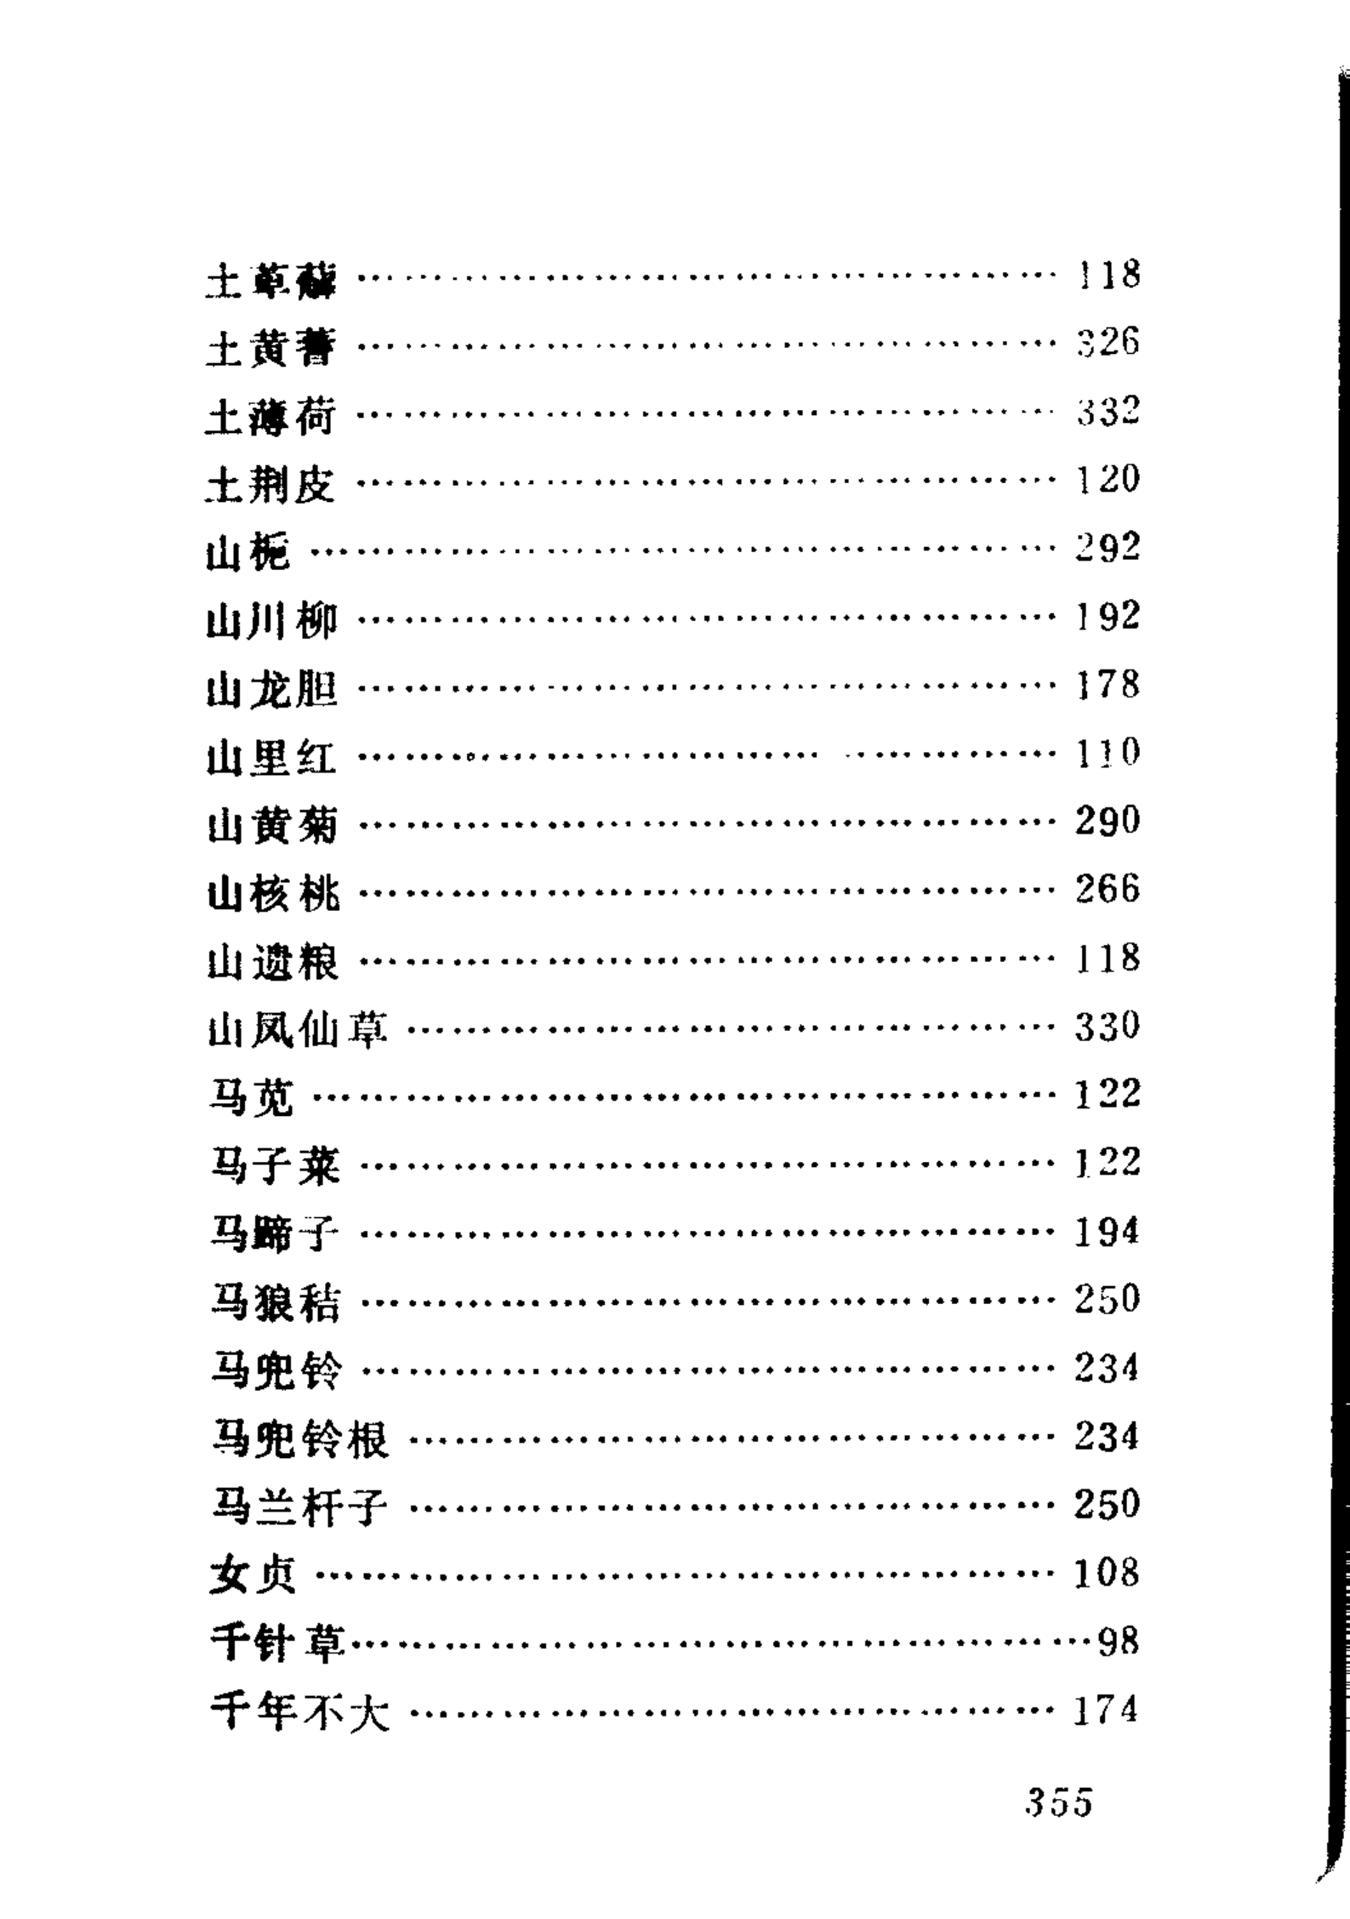 土萆薢 …………………………………… 118
土黄蓍 …………………………………… 326
土薄荷 …………………………………… 332
土荆皮 …………………………………… 120
山栀 …………………………………… 292
山川柳 …………………………………… 192
山龙胆 …………………………………… 178
山里红 …………………………………… 110
山黄菊 …………………………………… 290
山核桃 …………………………………… 266
山遗粮 …………………………………… 118
山凤仙草 …………………………………… 330
马苋 …………………………………… 122
马子菜 …………………………………… 122
马蹄子 …………………………………… 194
马狼秸 …………………………………… 250
马兜铃 …………………………………… 234
马兜铃根 …………………………………… 234
马兰杆子 …………………………………… 250
女贞 …………………………………… 108
千针草 …………………………………… 98
千年不大 …………………………………… 174
355